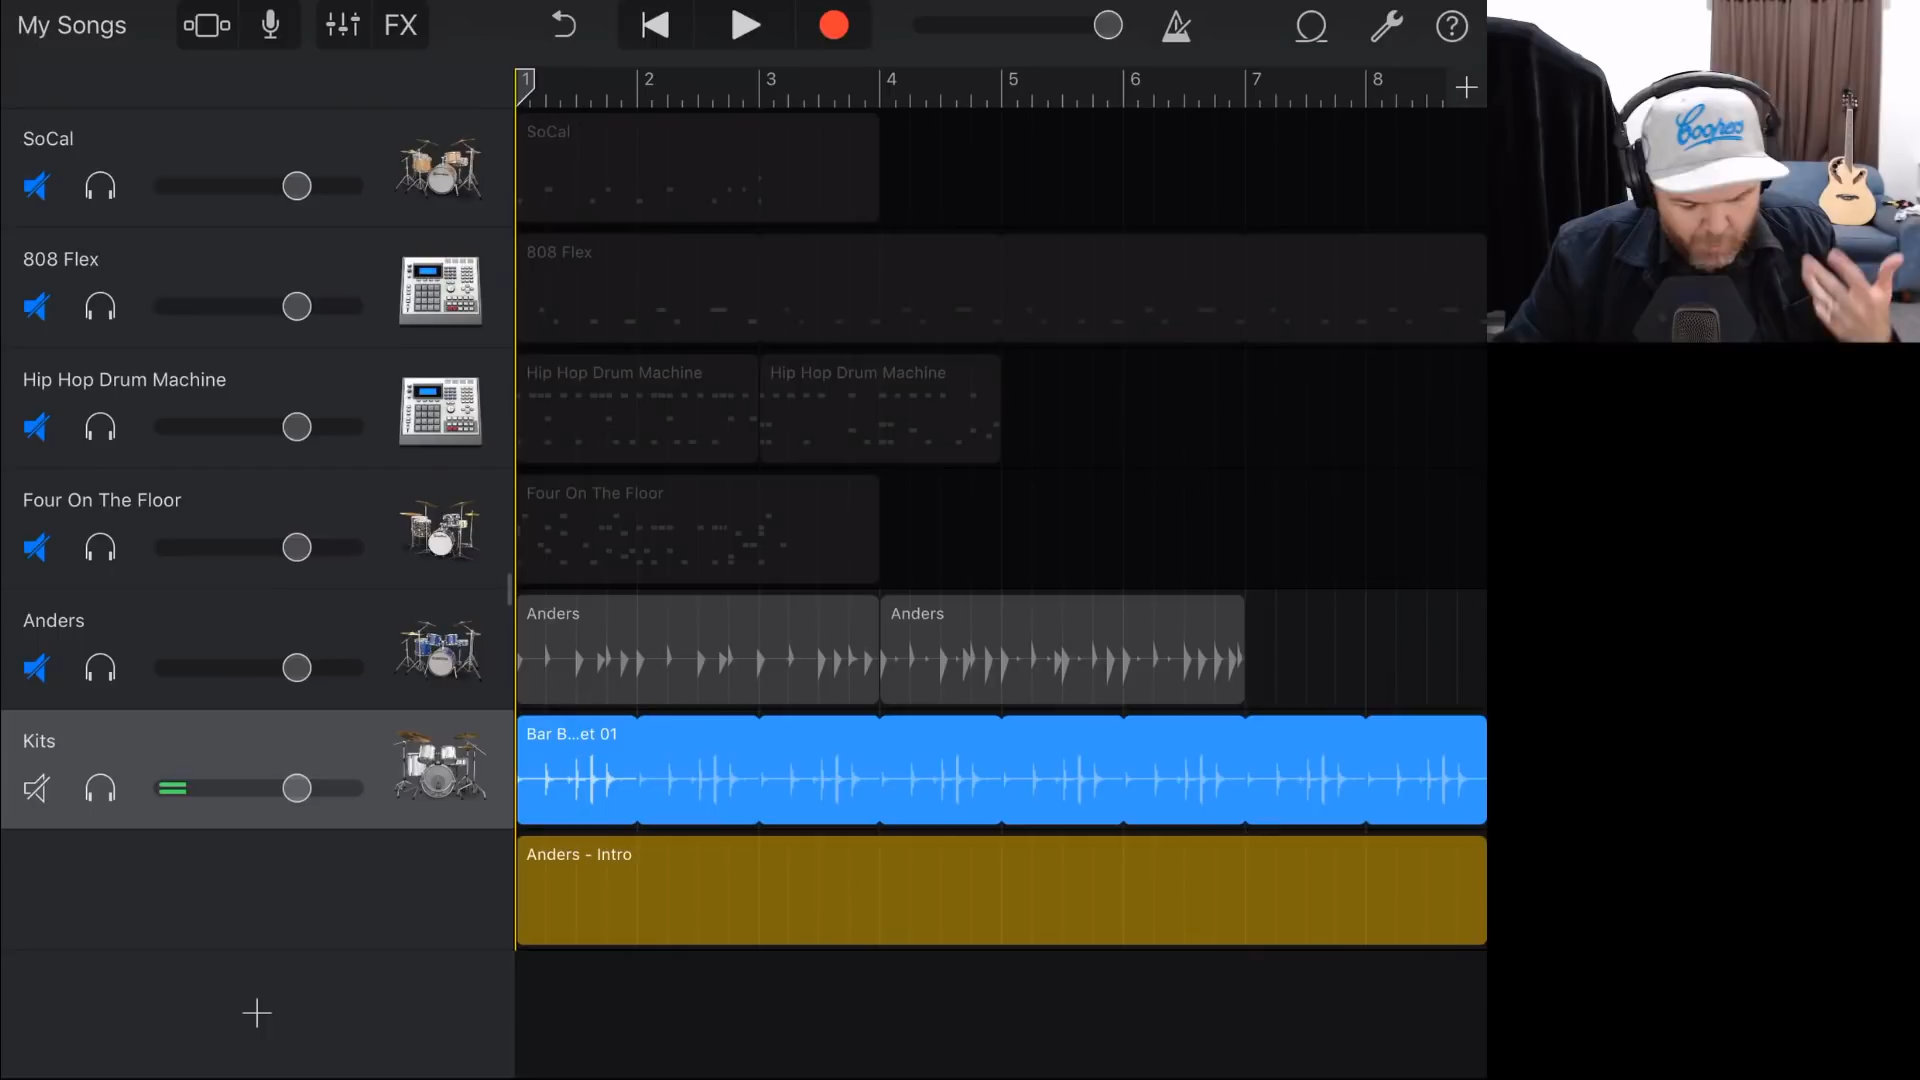 My Songs
FX
1 2 3 4 5 6 7 8
SoCal
SoCal
808 Flex
808 Flex
Hip Hop Drum Machine
Hip Hop Drum Machine
Hip Hop Drum Machine
Four On The Floor
Four On The Floor
Anders
Anders
Anders
Kits
Bar B...et 01
Anders - Intro
Coopers